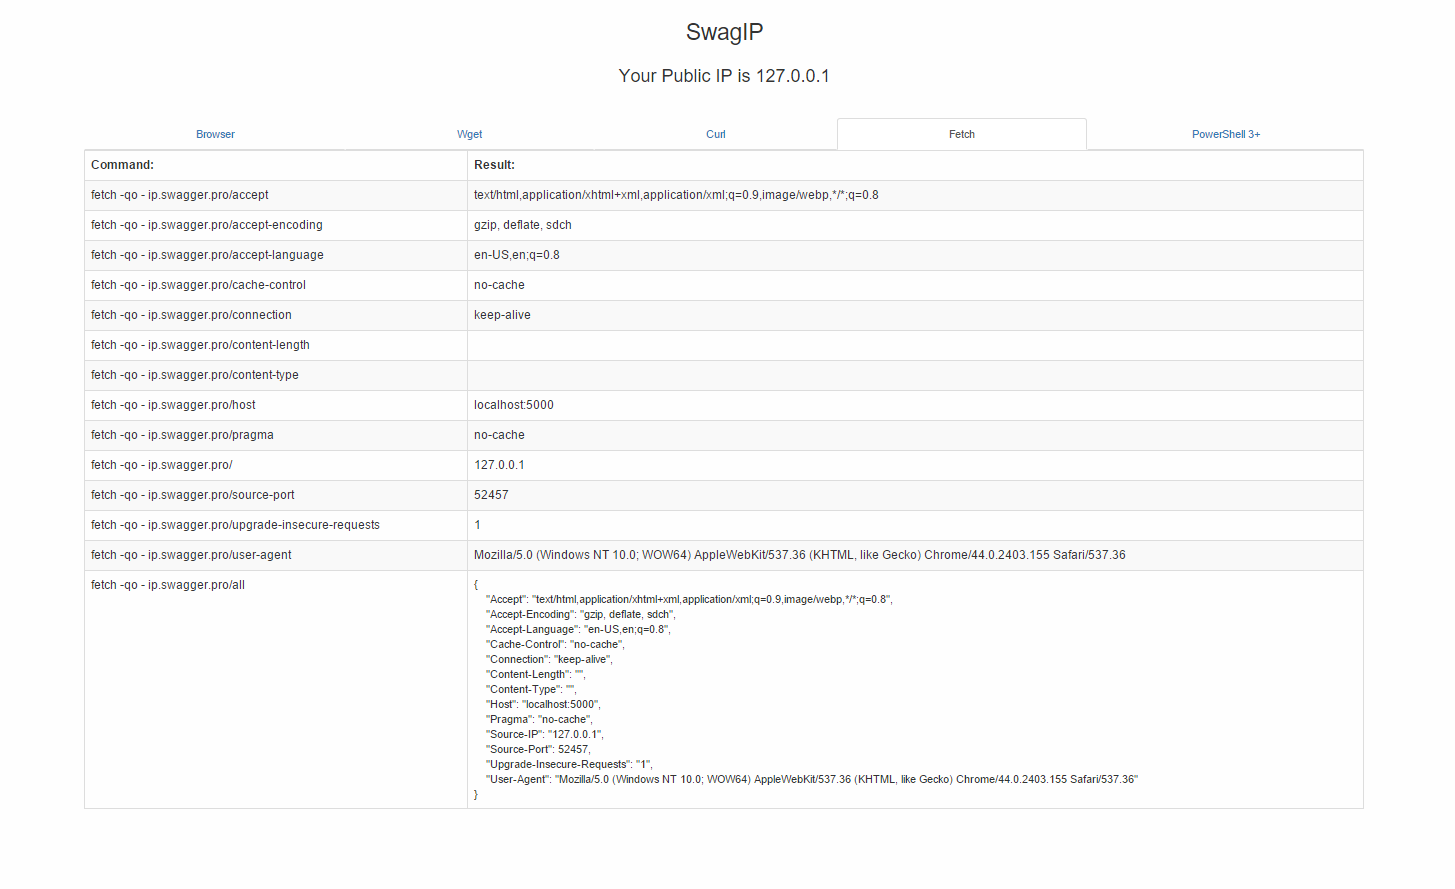 SwagIP
Your Public IP is 127.0.0.1
Browser Wget Curl Fetch PowerShell 3+
Command: Result:
fetch -qo - ip.swagger.pro/accept text/html,application/xhtml+xml,application/xml;q=0.9,image/webp,*/*;q=0.8
fetch -qo - ip.swagger.pro/accept-encoding gzip, deflate, sdch
fetch -qo - ip.swagger.pro/accept-language en-US,en;q=0.8
fetch -qo - ip.swagger.pro/cache-control no-cache
fetch -qo - ip.swagger.pro/connection keep-alive
fetch -qo - ip.swagger.pro/content-length
fetch -qo - ip.swagger.pro/content-type
fetch -qo - ip.swagger.pro/host localhost:5000
fetch -qo - ip.swagger.pro/pragma no-cache
fetch -qo - ip.swagger.pro/ 127.0.0.1
fetch -qo - ip.swagger.pro/source-port 52457
fetch -qo - ip.swagger.pro/upgrade-insecure-requests 1
fetch -qo - ip.swagger.pro/user-agent Mozilla/5.0 (Windows NT 10.0; WOW64) AppleWebKit/537.36 (KHTML, like Gecko) Chrome/44.0.2403.155 Safari/537.36
fetch -qo - ip.swagger.pro/all {
"Accept": "text/html,application/xhtml+xml,application/xml;q=0.9,image/webp,*/*;q=0.8",
"Accept-Encoding": "gzip, deflate, sdch",
"Accept-Language": "en-US,en;q=0.8",
"Cache-Control": "no-cache",
"Connection": "keep-alive",
"Content-Length": "",
"Content-Type": "",
"Host": "localhost:5000",
"Pragma": "no-cache",
"Source-IP": "127.0.0.1",
"Source-Port": 52457,
"Upgrade-Insecure-Requests": "1",
"User-Agent": "Mozilla/5.0 (Windows NT 10.0; WOW64) AppleWebKit/537.36 (KHTML, like Gecko) Chrome/44.0.2403.155 Safari/537.36"
}